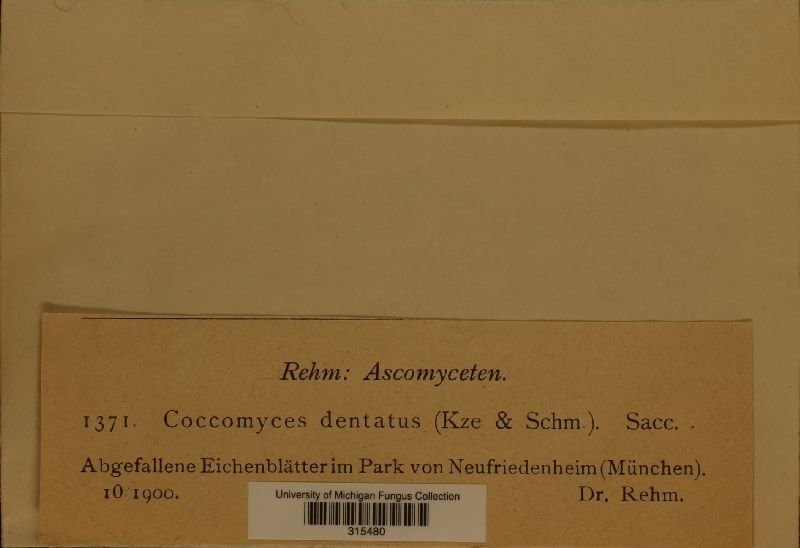 Rehm: Ascomyceten.
1371. Coccomyces dentatus (Kze & Schm.). Sacc.
Abgefallene Eichenblätter im Park von Neufriedenheim (München).
10 1900. Dr. Rehm.
University of Michigan Fungus Collection
315480